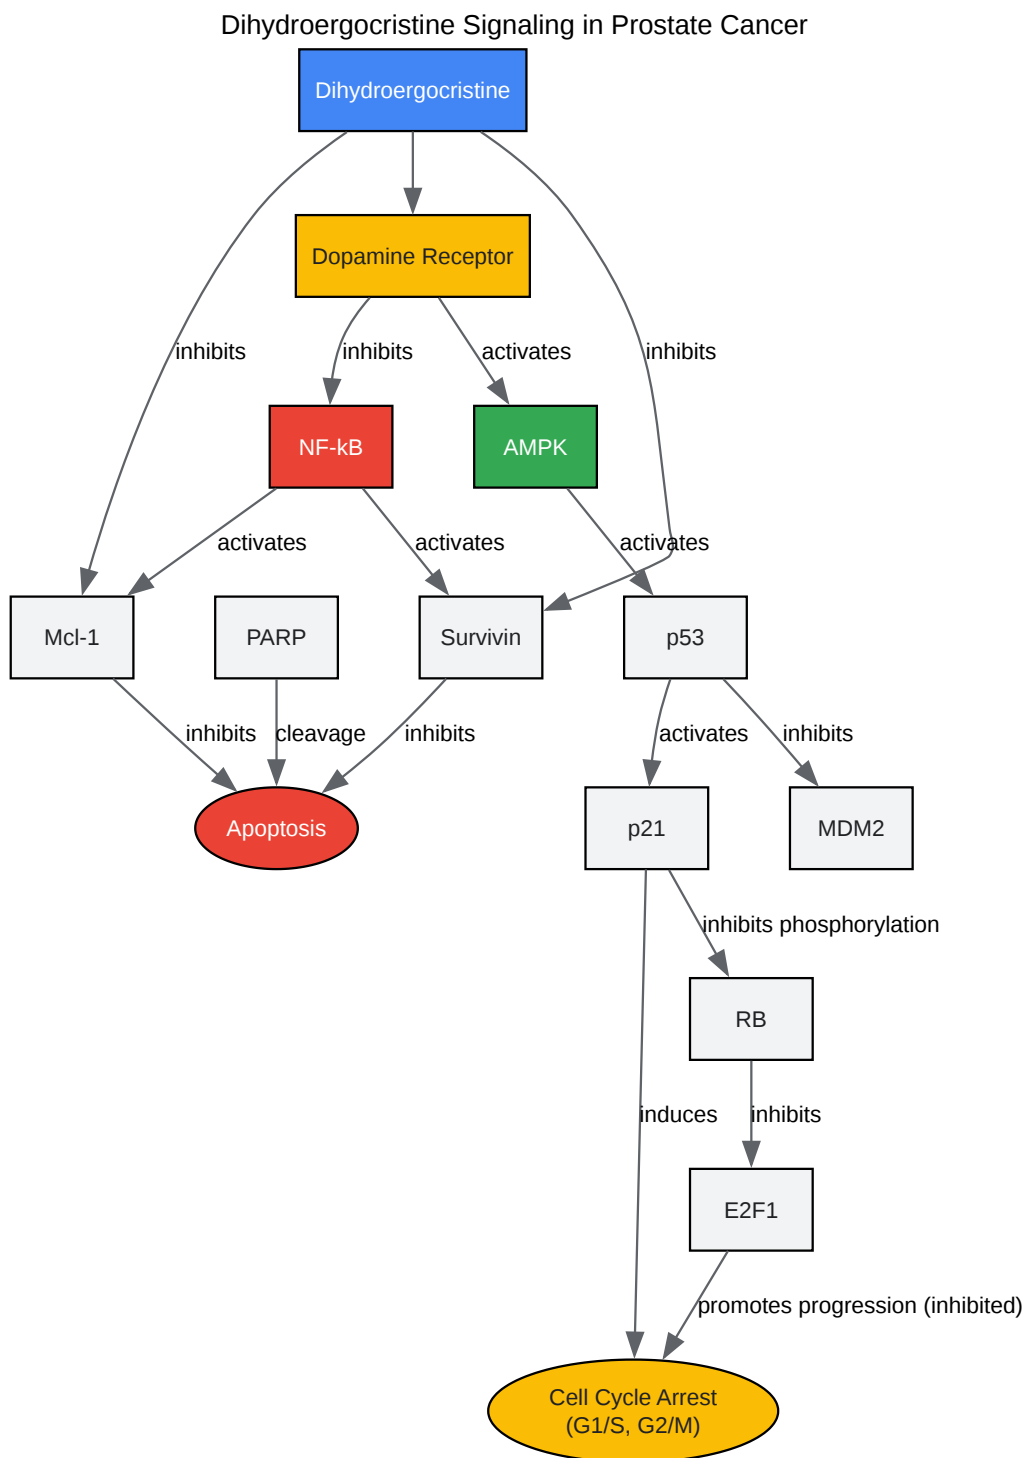 Dihydroergocristine Signaling in Prostate Cancer
Dihydroergocristine
Dopamine Receptor
inhibits
inhibits
activates
inhibits
NF-kB
AMPK
activates
activates
activates
Mcl-1
PARP
Survivin
p53
inhibits
cleavage
inhibits
activates
inhibits
Apoptosis
p21
MDM2
inhibits phosphorylation
RB
induces
inhibits
E2F1
promotes progression (inhibited)
Cell Cycle Arrest
(G1/S, G2/M)